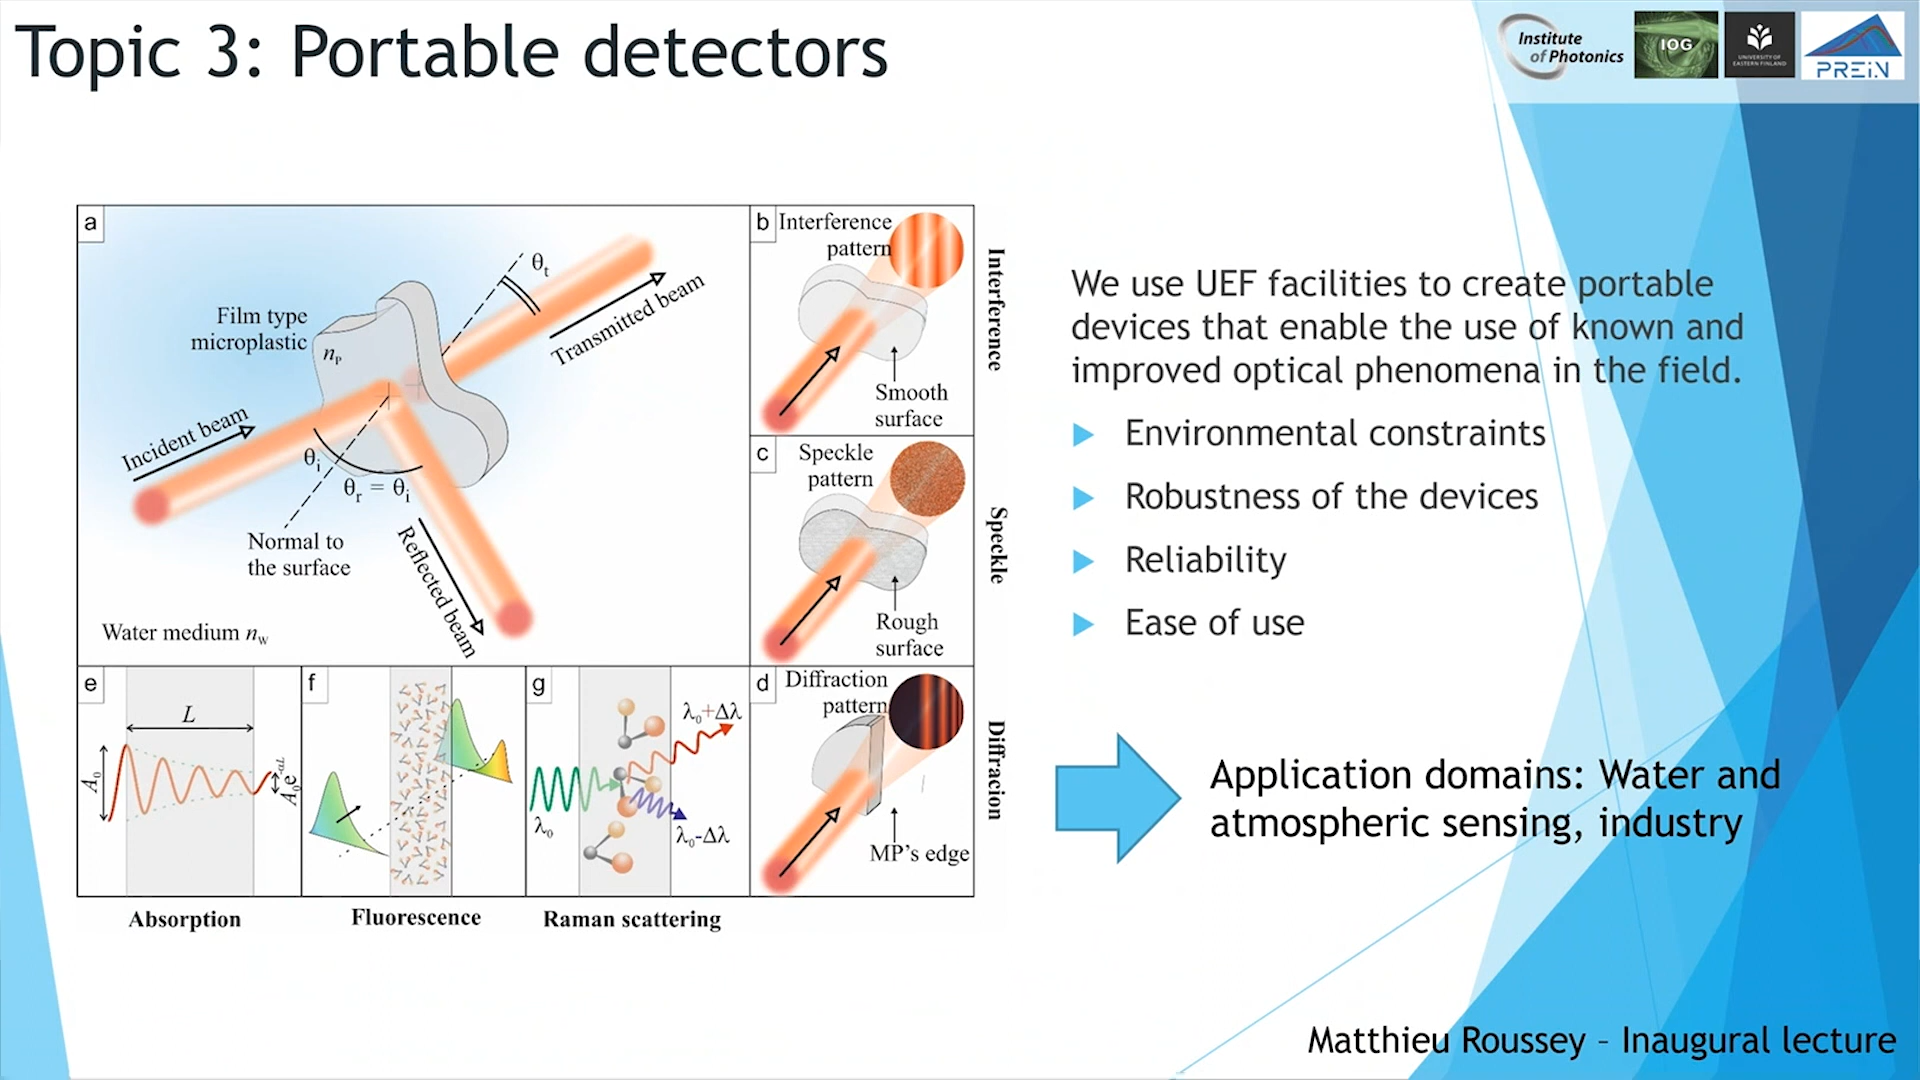 Topic 3: Portable detectors
Institute
of Photonics
IOG
UNIVERSITY OF
EASTERN FINLAND
PREIN
a
Film type
microplastic
nP
θt
Transmitted beam
Incident beam
θi
θr = θi
Normal to
the surface
Reflected beam
Water medium nw
b
Interference
pattern
Smooth
surface
Interference
c
Speckle
pattern
Rough
surface
Speckle
e
L
A0
A0e-αL
Absorption
f
Fluorescence
g
λ0
λ0+Δλ
λ0-Δλ
Raman scattering
d
Diffraction
pattern
MP's edge
Diffracion
We use UEF facilities to create portable
devices that enable the use of known and
improved optical phenomena in the field.
Environmental constraints
Robustness of the devices
Reliability
Ease of use
Application domains: Water and
atmospheric sensing, industry
Matthieu Roussey – Inaugural lecture